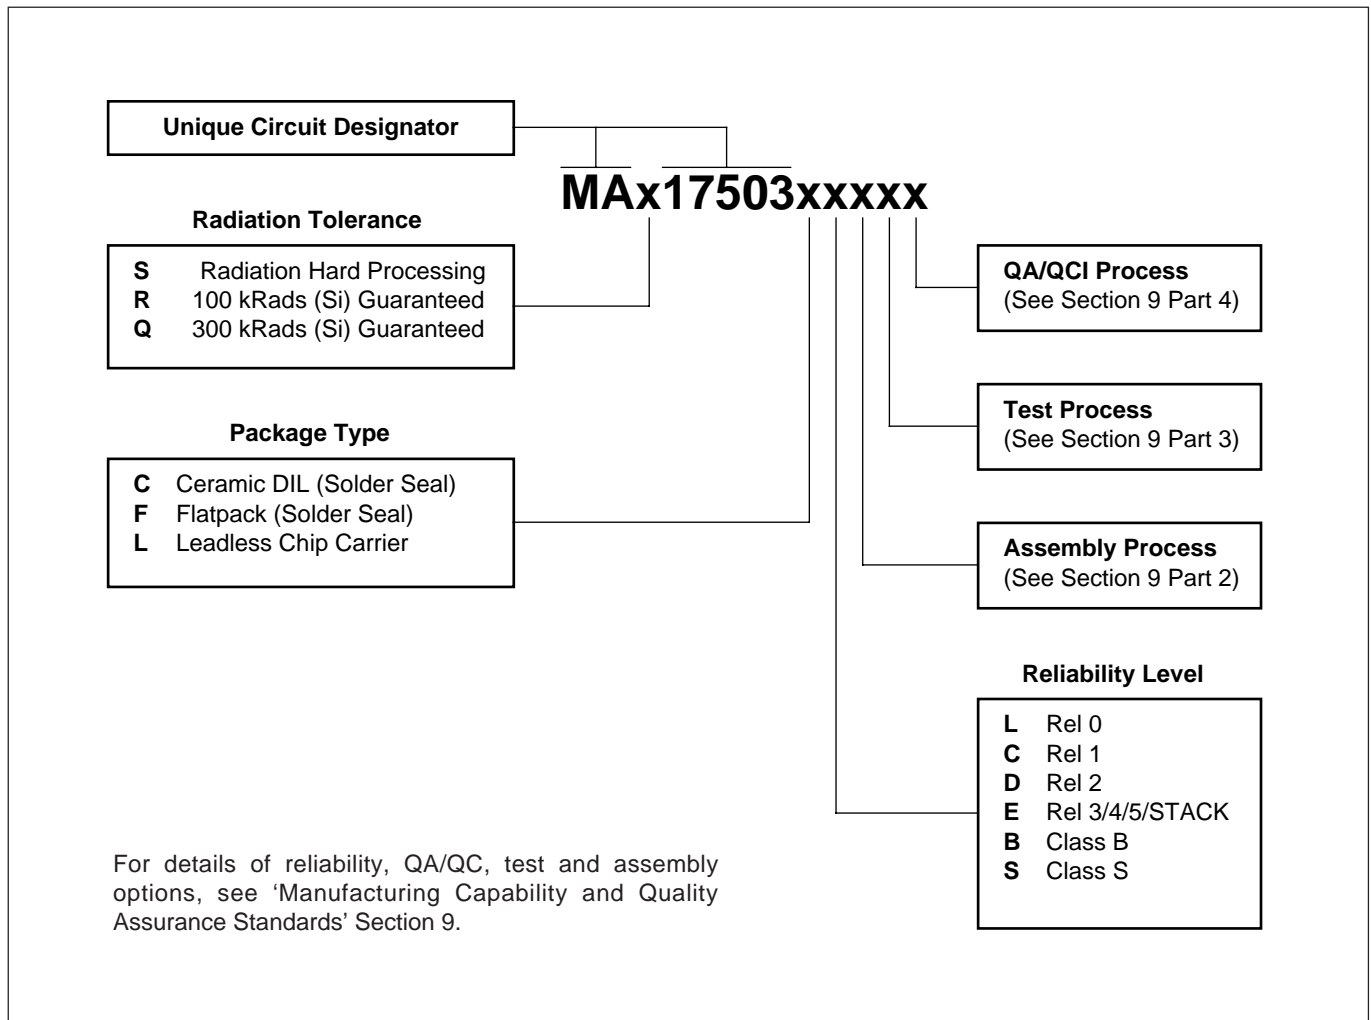 Unique Circuit Designator
MAx17503xxxxx
Radiation Tolerance
S Radiation Hard Processing
R 100 kRads (Si) Guaranteed
Q 300 kRads (Si) Guaranteed
Package Type
C Ceramic DIL (Solder Seal)
F Flatpack (Solder Seal)
L Leadless Chip Carrier
QA/QCI Process
(See Section 9 Part 4)
Test Process
(See Section 9 Part 3)
Assembly Process
(See Section 9 Part 2)
Reliability Level
L Rel 0
C Rel 1
D Rel 2
E Rel 3/4/5/STACK
B Class B
S Class S
For details of reliability, QA/QC, test and assembly
options, see ‘Manufacturing Capability and Quality
Assurance Standards’ Section 9.